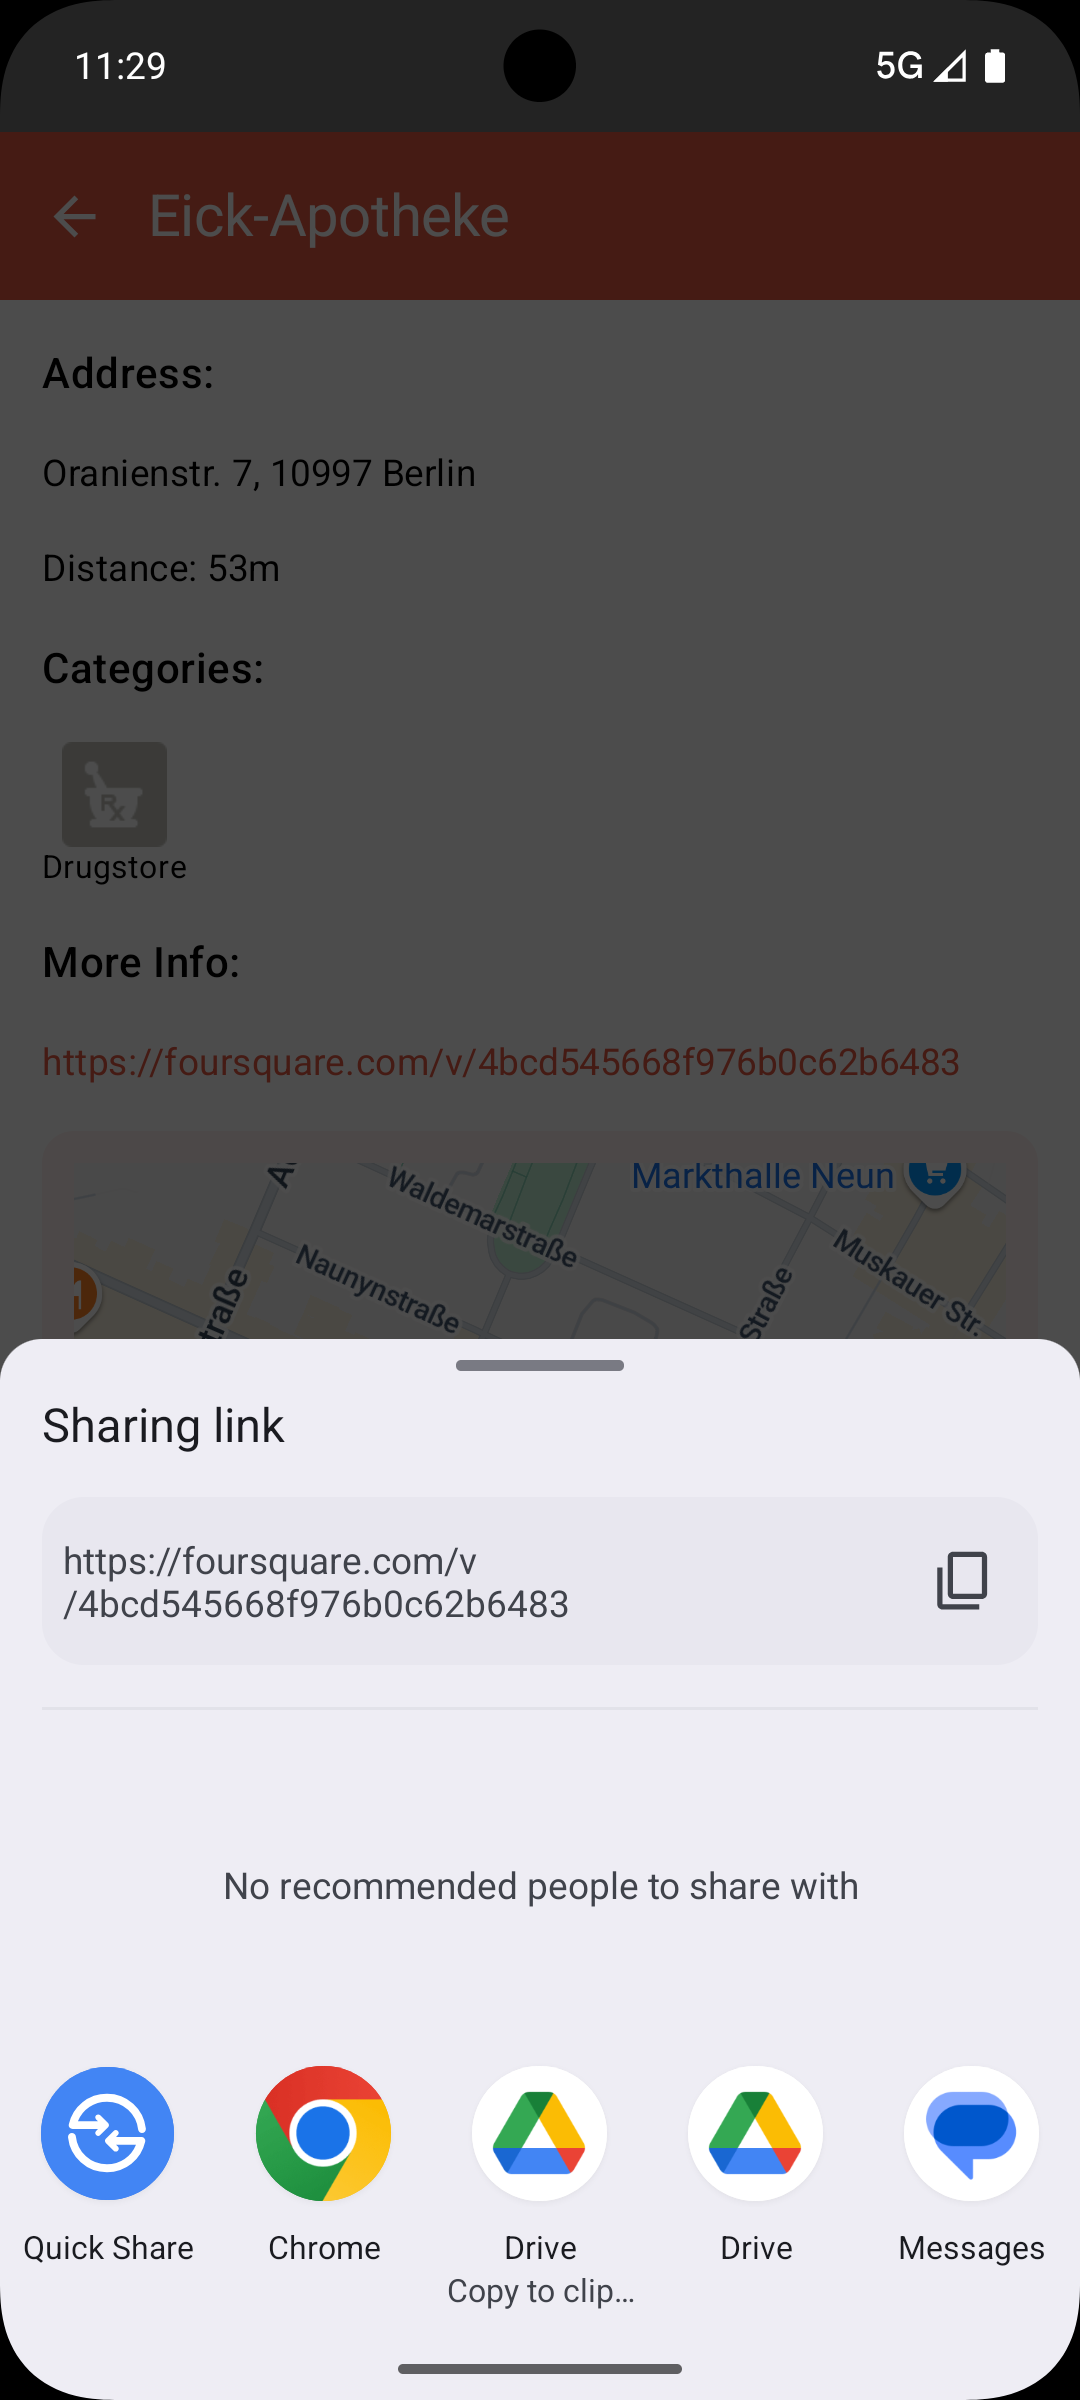 11:29
5G
Eick-Apotheke
Address:
Oranienstr. 7, 10997 Berlin
Distance: 53m
Categories:
Rx
Drugstore
More Info:
https://foursquare.com/v/4bcd545668f976b0c62b6483
Markthalle Neun
Waldemarstraße
Naunynstraße
Muskauer Str.
Straße
traße
Sharing link
https://foursquare.com/v
/4bcd545668f976b0c62b6483
No recommended people to share with
Quick Share
Chrome
Drive
Drive
Messages
Copy to clip…